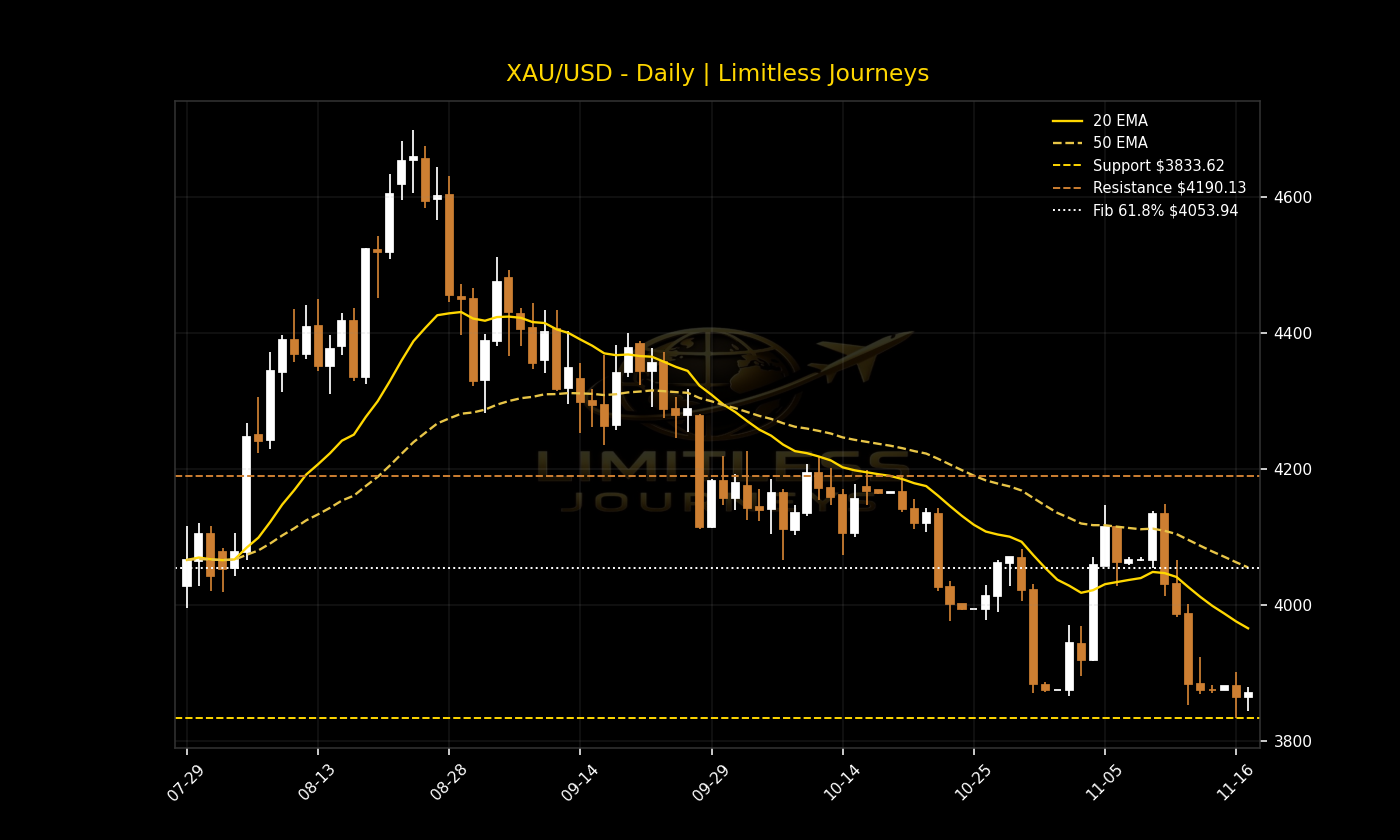 XAU/USD - Daily | Limitless Journeys
20 EMA
50 EMA
Support $3833.62
Resistance $4190.13
Fib 61.8% $4053.94
4600
4400
LIMITLESS
4200
JOURNEYS
4000
3800
07-29
08-13
08-28
09-14
09-29
10-14
10-25
11-05
11-16